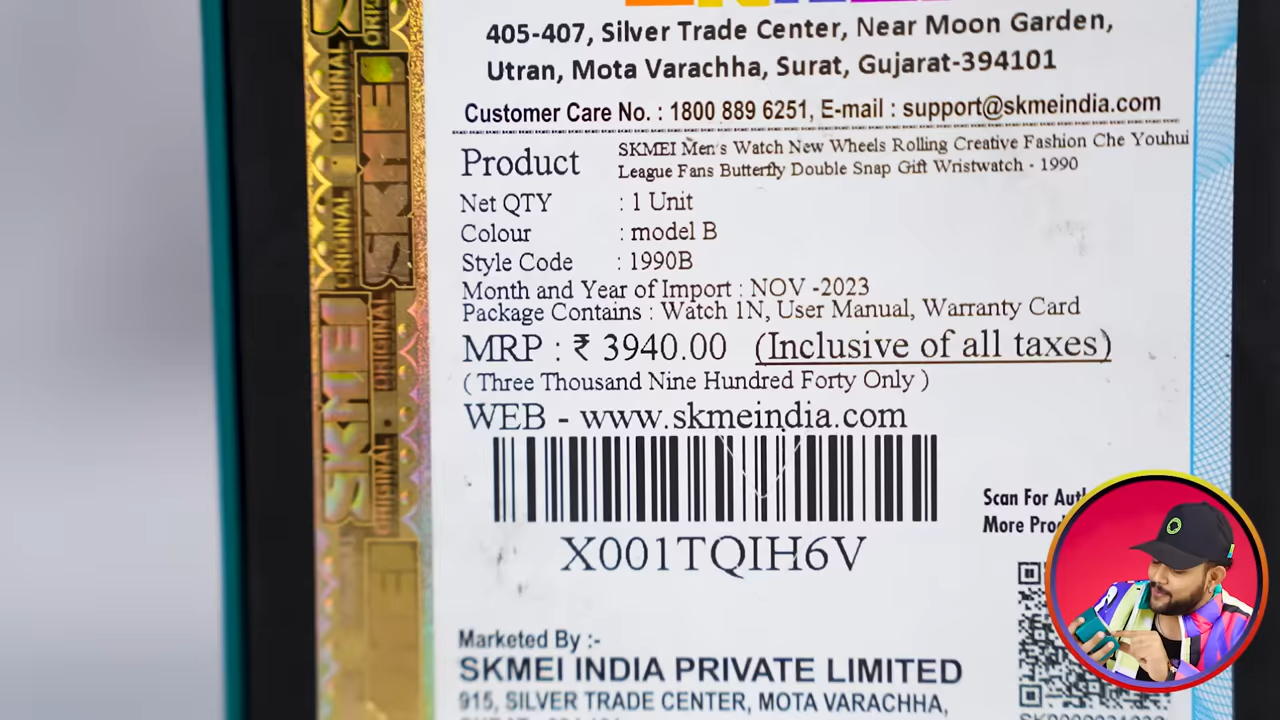 405-407, Silver Trade Center, Near Moon Garden,
Utran, Mota Varachha, Surat, Gujarat-394101
Customer Care No. : 1800 889 6251, E-mail : support@skmeindia.com
Product SKMEI Men's Watch New Wheels Rolling Creative Fashion Che Youhui
League Fans Butterfly Double Snap Gift Wristwatch - 1990
Net QTY : 1 Unit
Colour : model B
Style Code : 1990B
Month and Year of Import : NOV -2023
Package Contains : Watch 1N, User Manual, Warranty Card
MRP : ₹ 3940.00 (Inclusive of all taxes)
( Three Thousand Nine Hundred Forty Only )
WEB - www.skmeindia.com
X001TQIH6V
Scan For
More
Marketed By :-
SKMEI INDIA PRIVATE LIMITED
915, SILVER TRADE CENTER, MOTA VARACHHA,
SKMEI
ORIGINAL
SKMEI
ORIGINAL
ORIGINAL
SKMEI
ORIGINAL